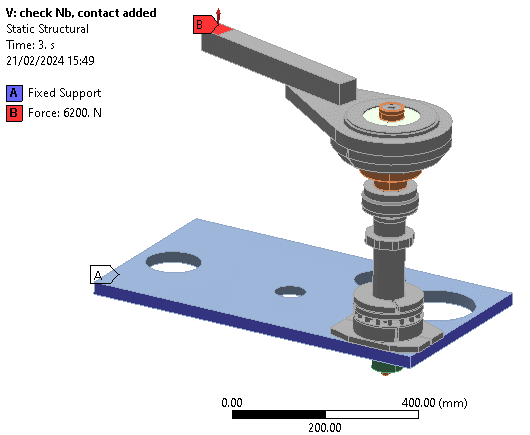 V: check Nb, contact added
Static Structural
Time: 3. s
21/02/2024 15:49
A Fixed Support
B Force: 6200. N
B
A
0.00 400.00 (mm)
200.00